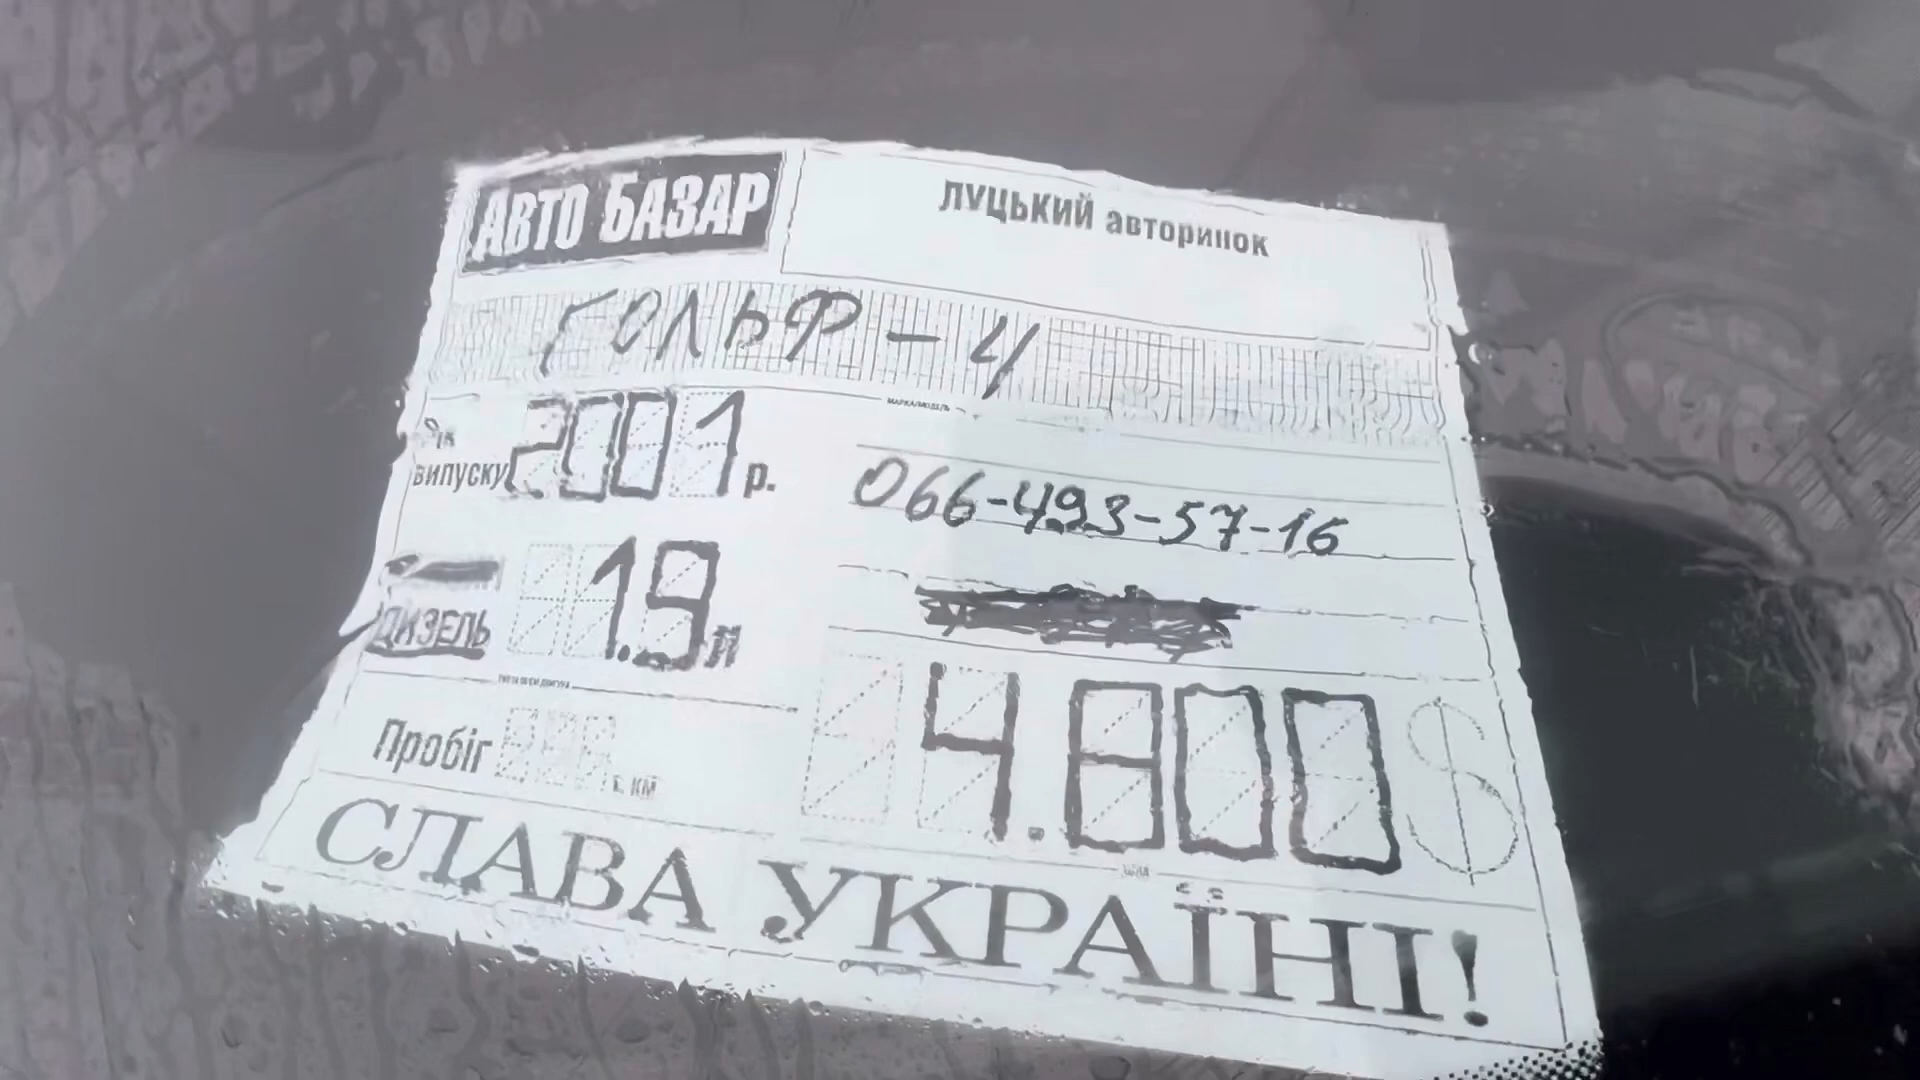 АВТО БАЗАР
ЛУЦЬКИЙ авторинок
ГОЛЬФ - 4
МАРКА/МОДЕЛЬ
Рік
випуску 2001 р.
066-493-57-16
ДИЗЕЛЬ 1.9 л
Пробіг т. км
4.800 $
СЛАВА УКРАЇНІ!